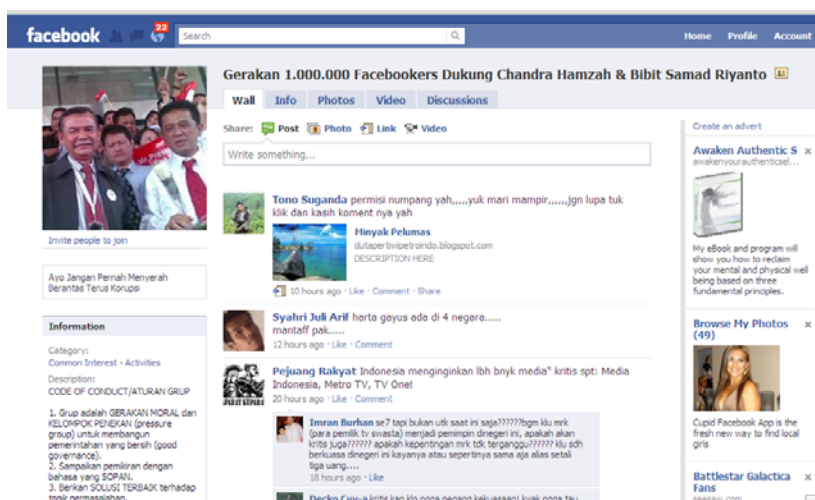 facebook
22
Search
Home Profile Account
Gerakan 1.000.000 Facebookers Dukung Chandra Hamzah & Bibit Samad Riyanto
Wall Info Photos Video Discussions
Share: Post Photo Link Video
Write something...
Invite people to join
Ayo Jangan Pernah Menyerah
Berantas Terus Korupsi
Information
Category:
Common Interest - Activities
Description:
CODE OF CONDUCT/ATURAN GRUP
1. Grup adalah GERAKAN MORAL dan
KELOMPOK PENEKAN (pressure
group) untuk membangun
pemerintahan yang bersih (good
governance).
2. Sampaikan pemikiran dengan
bahasa yang SOPAN.
3. Berikan SOLUSI TERBAIK terhadap
topik permasalahan.
Tono Suganda permisi numpang yah,,,,,yuk mari mampir,,,,,,jgn lupa tuk
klik dan kasih koment nya yah
Minyak Pelumas
dutapertiwipetroindo.blogspot.com
DESCRIPTION HERE
10 hours ago · Like · Comment · Share
Syahri Juli Arif harta gayus ada di 4 negara.....
mantaff pak.....
12 hours ago · Like · Comment
Pejuang Rakyat Indonesia menginginkan lbh bnyk media" kritis spt: Media
Indonesia, Metro TV, TV One!
20 hours ago · Like · Comment
Imran Burhan se7 tapi bukan utk saat ini saja??????bgm klu mrk
(para pemilik tv swasta) menjadi pemimpin dinegeri ini, apakah akan
kritis juga?????? apakah kepentingan mrk tdk terganggu?????? klu sdh
berkuasa dinegeri ini kayanya atau sepertinya sama aja alias setali
tiga uang....
18 hours ago · Like
Create an advert
Awaken Authentic S ×
awakenyourauthenticsel...
My eBook and program will
show you how to reclaim
your mental and physical well
being based on three
fundamental principles.
Browse My Photos ×
(49)
Cupid Facebook App is the
fresh new way to find local
girls
Battlestar Galactica ×
Fans